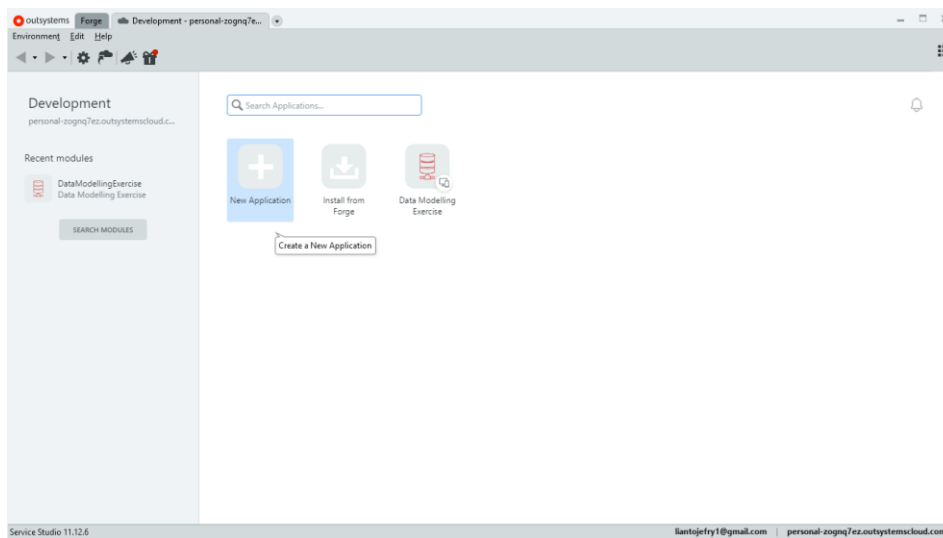 outsystems
Forge
Development - personal-zognq7e...
Environment Edit Help
Development
personal-zognq7ez.outsystemscloud.c...
Recent modules
DataModellingExercise
Data Modelling Exercise
SEARCH MODULES
Search Applications...
New Application
Install from
Forge
Data Modelling
Exercise
Create a New Application
Service Studio 11.12.6
liantojefry1@gmail.com | personal-zognq7ez.outsystemscloud.com